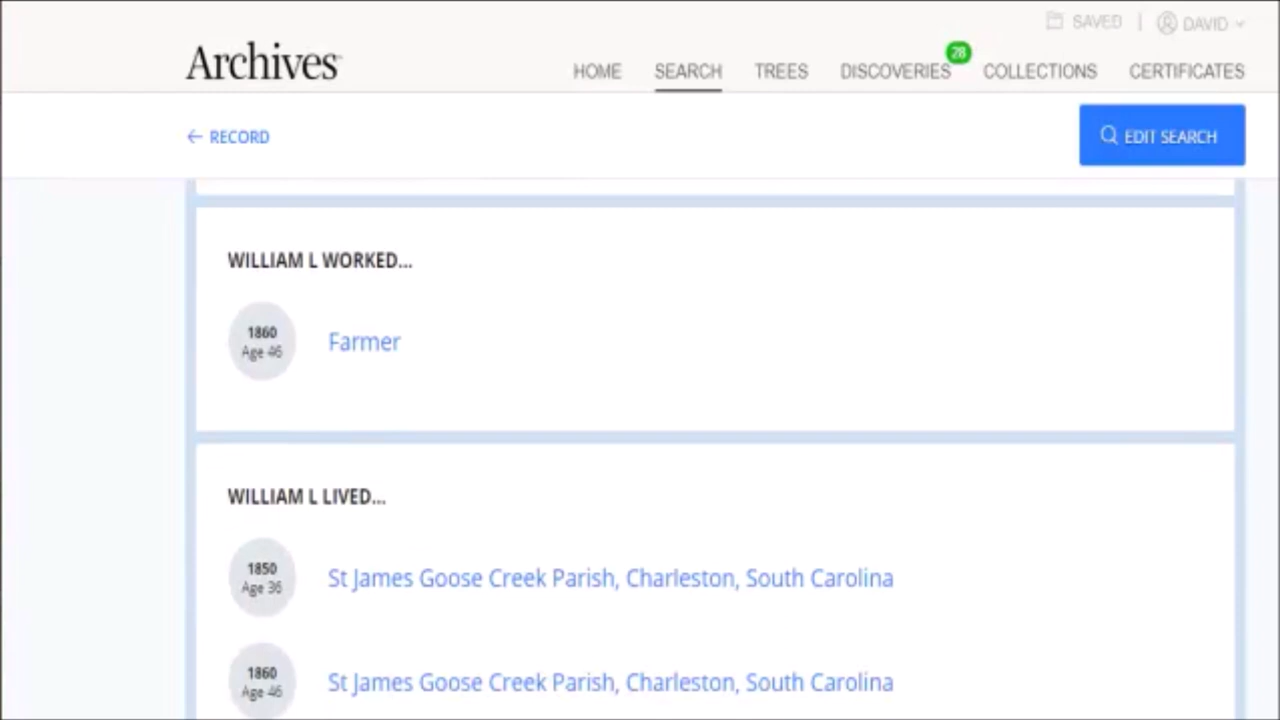 SAVED | DAVID
Archives
HOME SEARCH TREES DISCOVERIES 28 COLLECTIONS CERTIFICATES
← RECORD
EDIT SEARCH
WILLIAM L WORKED...
1860
Age 46
Farmer
WILLIAM L LIVED...
1850
Age 36
St James Goose Creek Parish, Charleston, South Carolina
1860
Age 46
St James Goose Creek Parish, Charleston, South Carolina